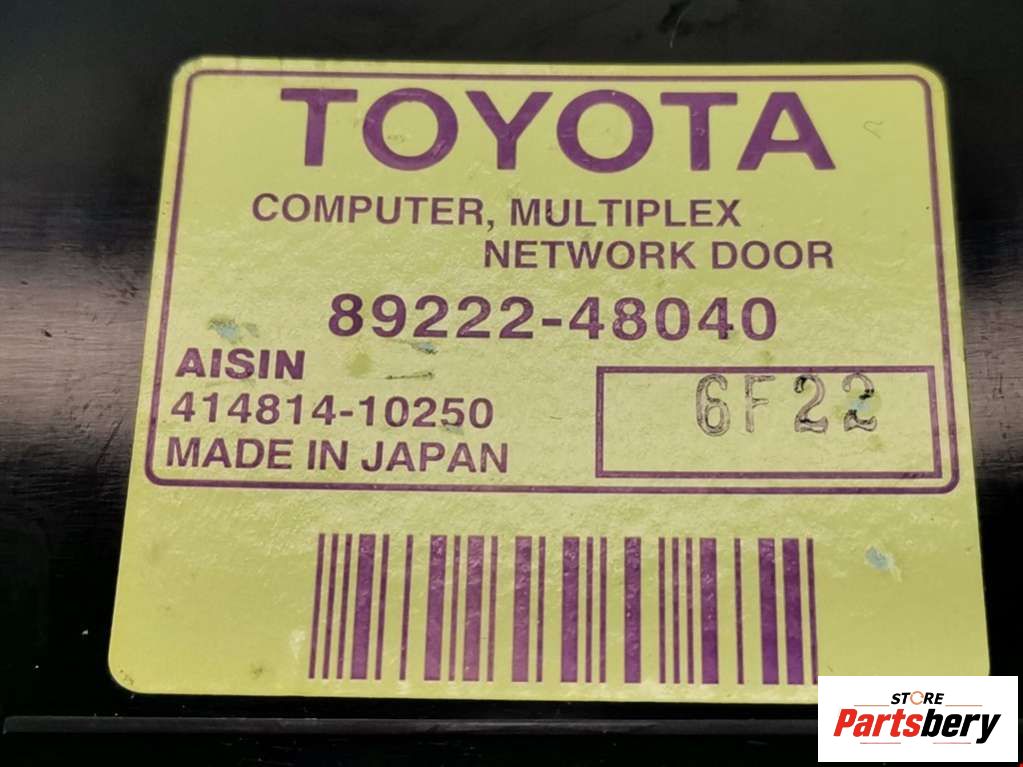 TOYOTA
COMPUTER, MULTIPLEX
NETWORK DOOR
89222-48040
AISIN
414814-10250
MADE IN JAPAN
6F22
STORE
Partsbery